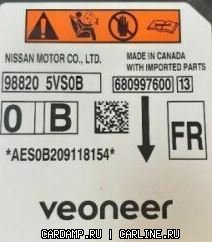 NISSAN MOTOR CO., LTD.
MADE IN CANADA
WITH IMPORTED PARTS
98820 5VS0B
680997600 13
0 B
FR
*AES0B209118154*
veoneer
CARDAMP.RU | CARLINE.RU